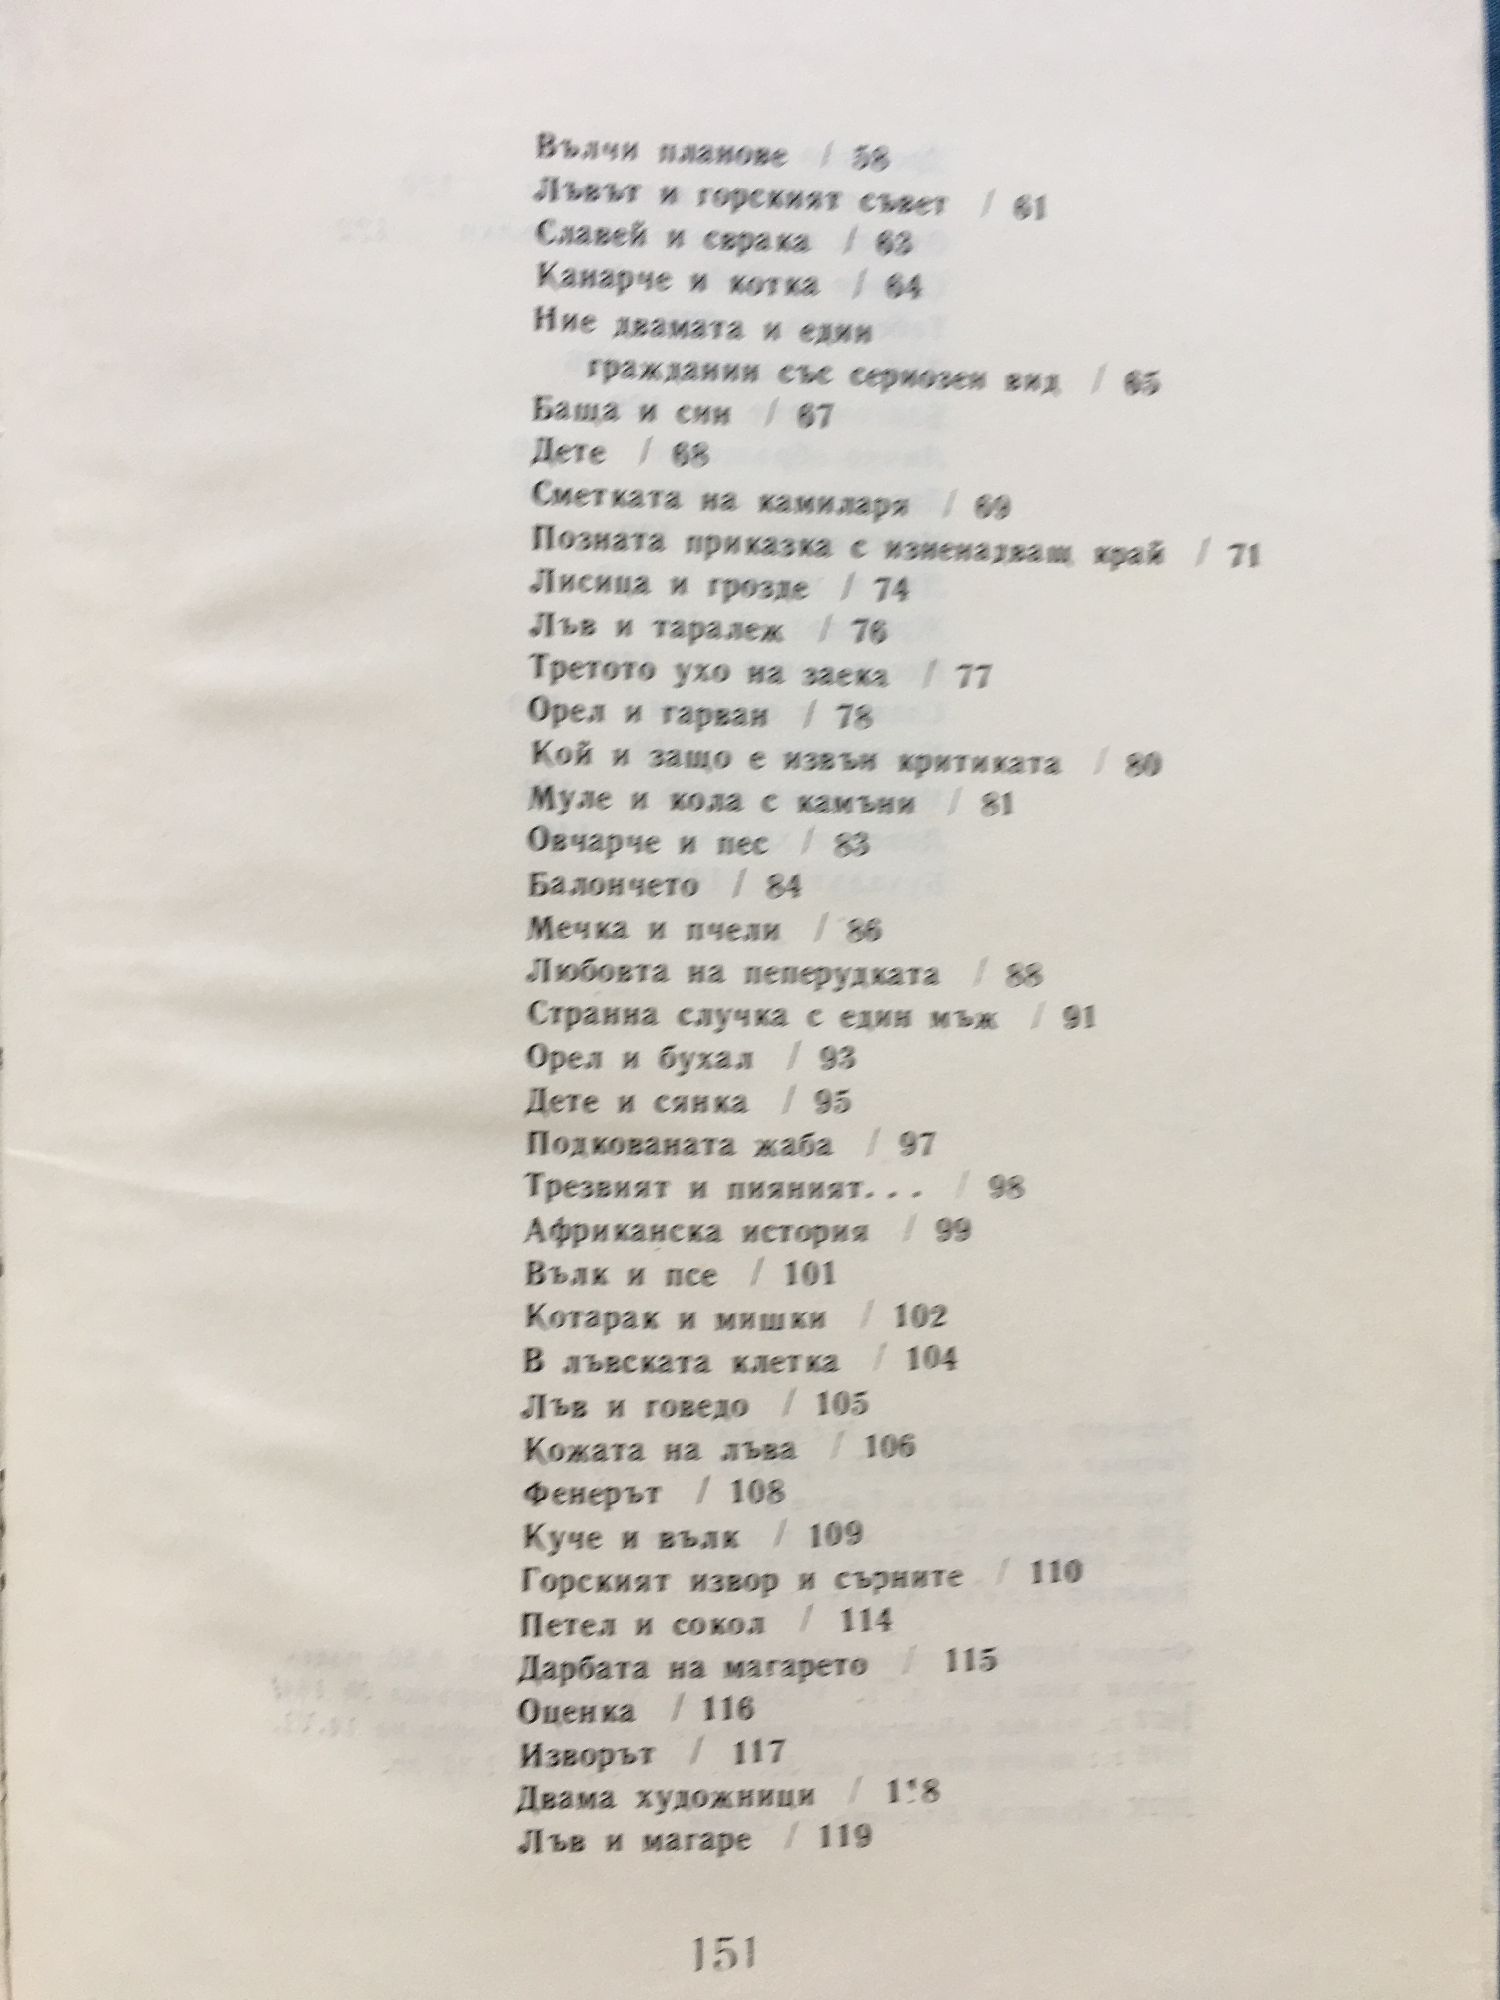 Вълчи планове / 58
Лъвът и горският съвет / 61
Славей и сврака / 63
Канарче и котка / 64
Ние двамата и един
гражданин със сериозен вид / 65
Баща и син / 67
Дете / 68
Сметката на камиларя / 69
Позната приказка с изненадващ край / 71
Лисица и грозде / 74
Лъв и таралеж / 76
Третото ухо на заека / 77
Орел и гарван / 78
Кой и защо е извън критиката / 80
Муле и кола с камъни / 81
Овчарче и пес / 83
Балончето / 84
Мечка и пчели / 86
Любовта на пеперудката / 88
Странна случка с един мъж / 91
Орел и бухал / 93
Дете и сянка / 95
Подкованата жаба / 97
Трезвият и пияният... / 98
Африканска история / 99
Вълк и псе / 101
Котарак и мишки / 102
В лъвската клетка / 104
Лъв и говедо / 105
Кожата на лъва / 106
Фенерът / 108
Куче и вълк / 109
Горският извор и сърните / 110
Петел и сокол / 114
Дарбата на магарето / 115
Оценка / 116
Изворът / 117
Двама художници / 118
Лъв и магаре / 119
151